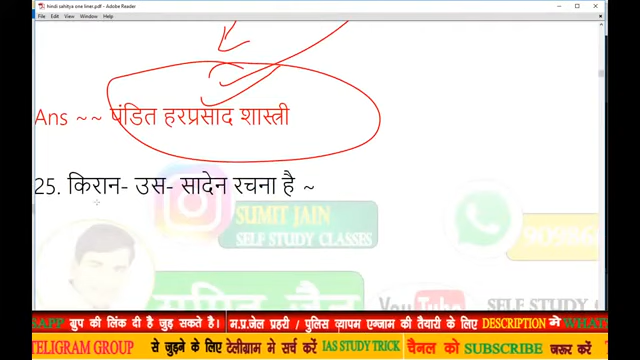 hindi sahitya one liner.pdf - Adobe Reader
File Edit View Window Help
Ans ~~ पंडित हरप्रसाद शास्त्री
25. किरान- उस- सादेन रचना है ~
SUMIT JAIN
SELF STUDY CLASSES
सुमित जैन
YouTube
SELF STUDY
APP ग्रुप की लिंक दी है जुड़ सकते है। म.प्र.जेल प्रहरी / पुलिस व्यापम एग्जाम की तैयारी के लिए DESCRIPTION मे WHATS
TELIGRAM GROUP से जुड़ने के लिए टेलीग्राम मे सर्च करें IAS STUDY TRICK चैनल को SUBSCRIBE जरूर करें